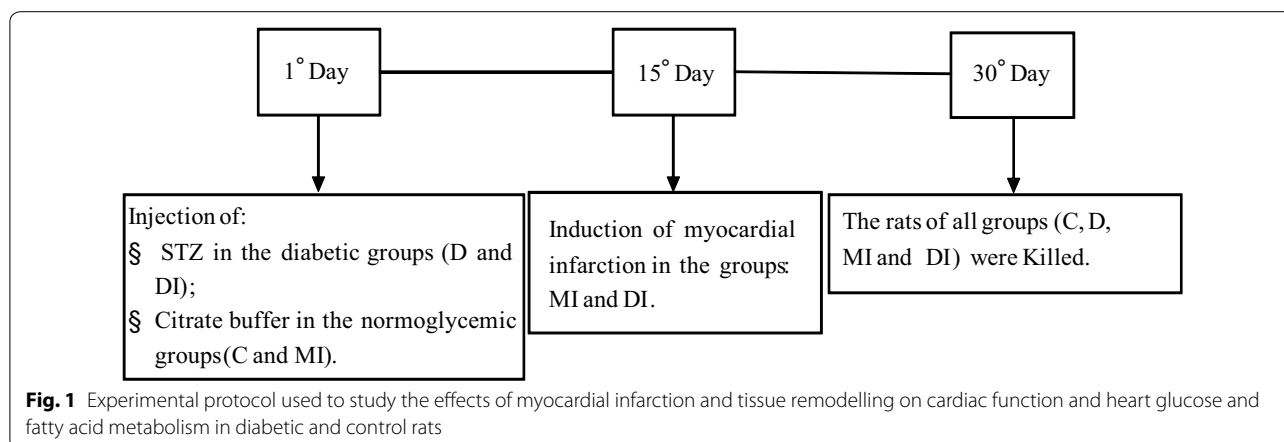 1° Day
15° Day
30° Day
Injection of:
§ STZ in the diabetic groups (D and
DI);
§ Citrate buffer in the normoglycemic
groups (C and MI).
Induction of myocardial
infarction in the groups:
MI and DI.
The rats of all groups (C, D,
MI and DI) were Killed.
Fig. 1 Experimental protocol used to study the effects of myocardial infarction and tissue remodelling on cardiac function and heart glucose and
fatty acid metabolism in diabetic and control rats